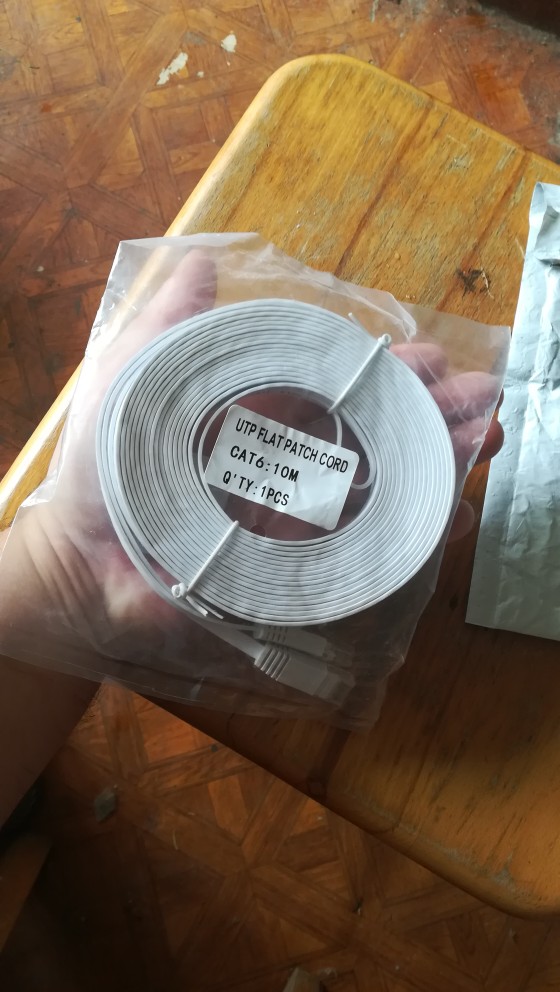 UTP FLAT PATCH CORD
CAT6:10M
Q'TY:1PCS